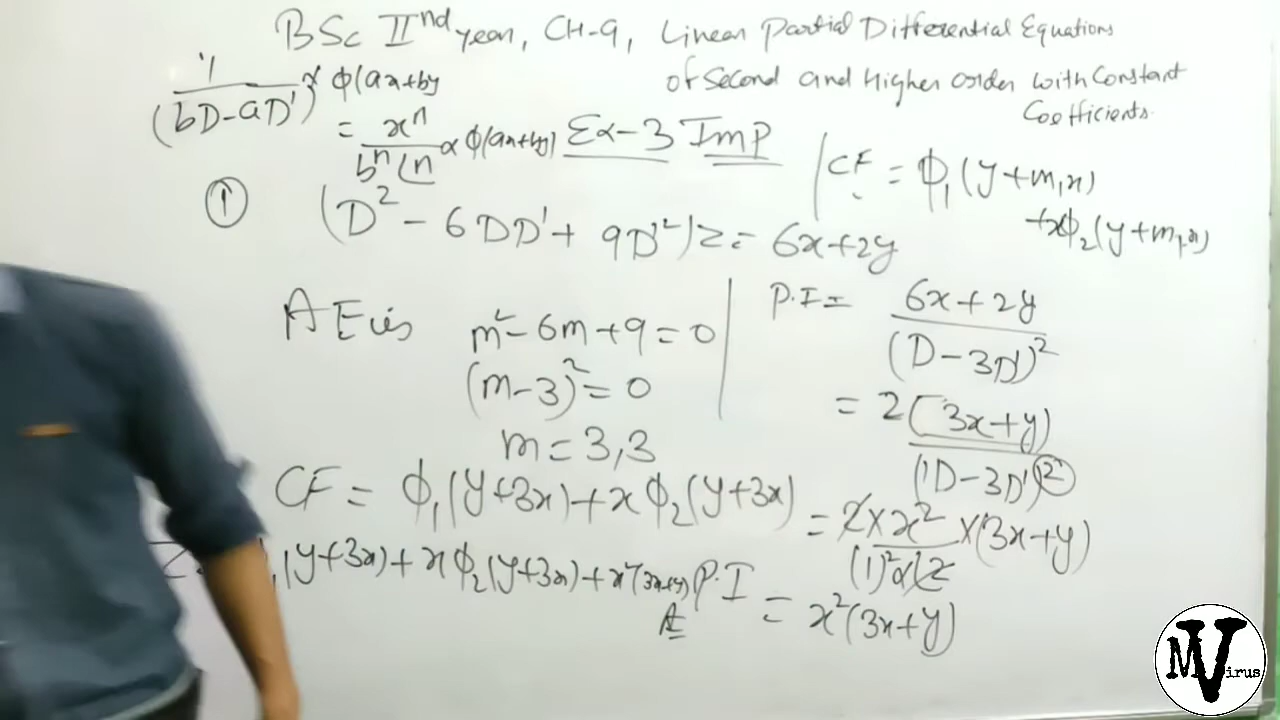 BSc IInd year, CH-9, Linear Partial Differential Equations
of Second and Higher order with Constant
Coefficients.
1/(bD-aD')^n × φ(ax+by
= x^n/(b^n ⌊n) × φ(ax+by)
Ex-3 Imp
CF = φ₁(y+m₁x)
+xφ₂(y+m₁x)
① (D² - 6DD' + 9D'²)z = 6x+2y
AE is m²-6m+9=0
(m-3)²=0
m=3,3
CF = φ₁(y+3x)+xφ₂(y+3x)
P.I = (6x+2y)/(D-3D')²
= 2(3x+y)/(1D-3D')²
= 2×x²/((1)²×⌊2) ×(3x+y)
P.I = x²(3x+y)
(y+3x)+xφ₂(y+3x)+x²(3x+y)
A
MVirus